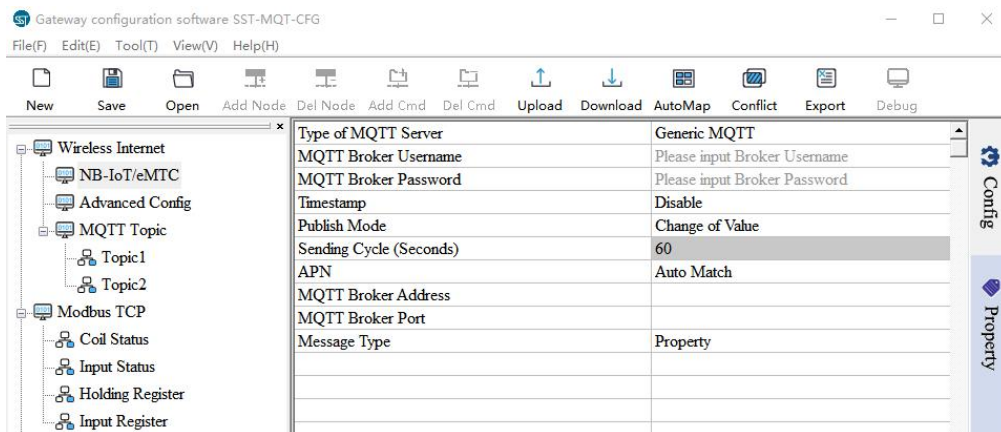 SST Gateway configuration software SST-MQT-CFG
File(F) Edit(E) Tool(T) View(V) Help(H)
New Save Open Add Node Del Node Add Cmd Del Cmd Upload Download AutoMap Conflict Export Debug
Wireless Internet
NB-IoT/eMTC
Advanced Config
MQTT Topic
Topic1
Topic2
Modbus TCP
Coil Status
Input Status
Holding Register
Input Register
Type of MQTT Server Generic MQTT
MQTT Broker Username Please input Broker Username
MQTT Broker Password Please input Broker Password
Timestamp Disable
Publish Mode Change of Value
Sending Cycle (Seconds) 60
APN Auto Match
MQTT Broker Address
MQTT Broker Port
Message Type Property
Config
Property